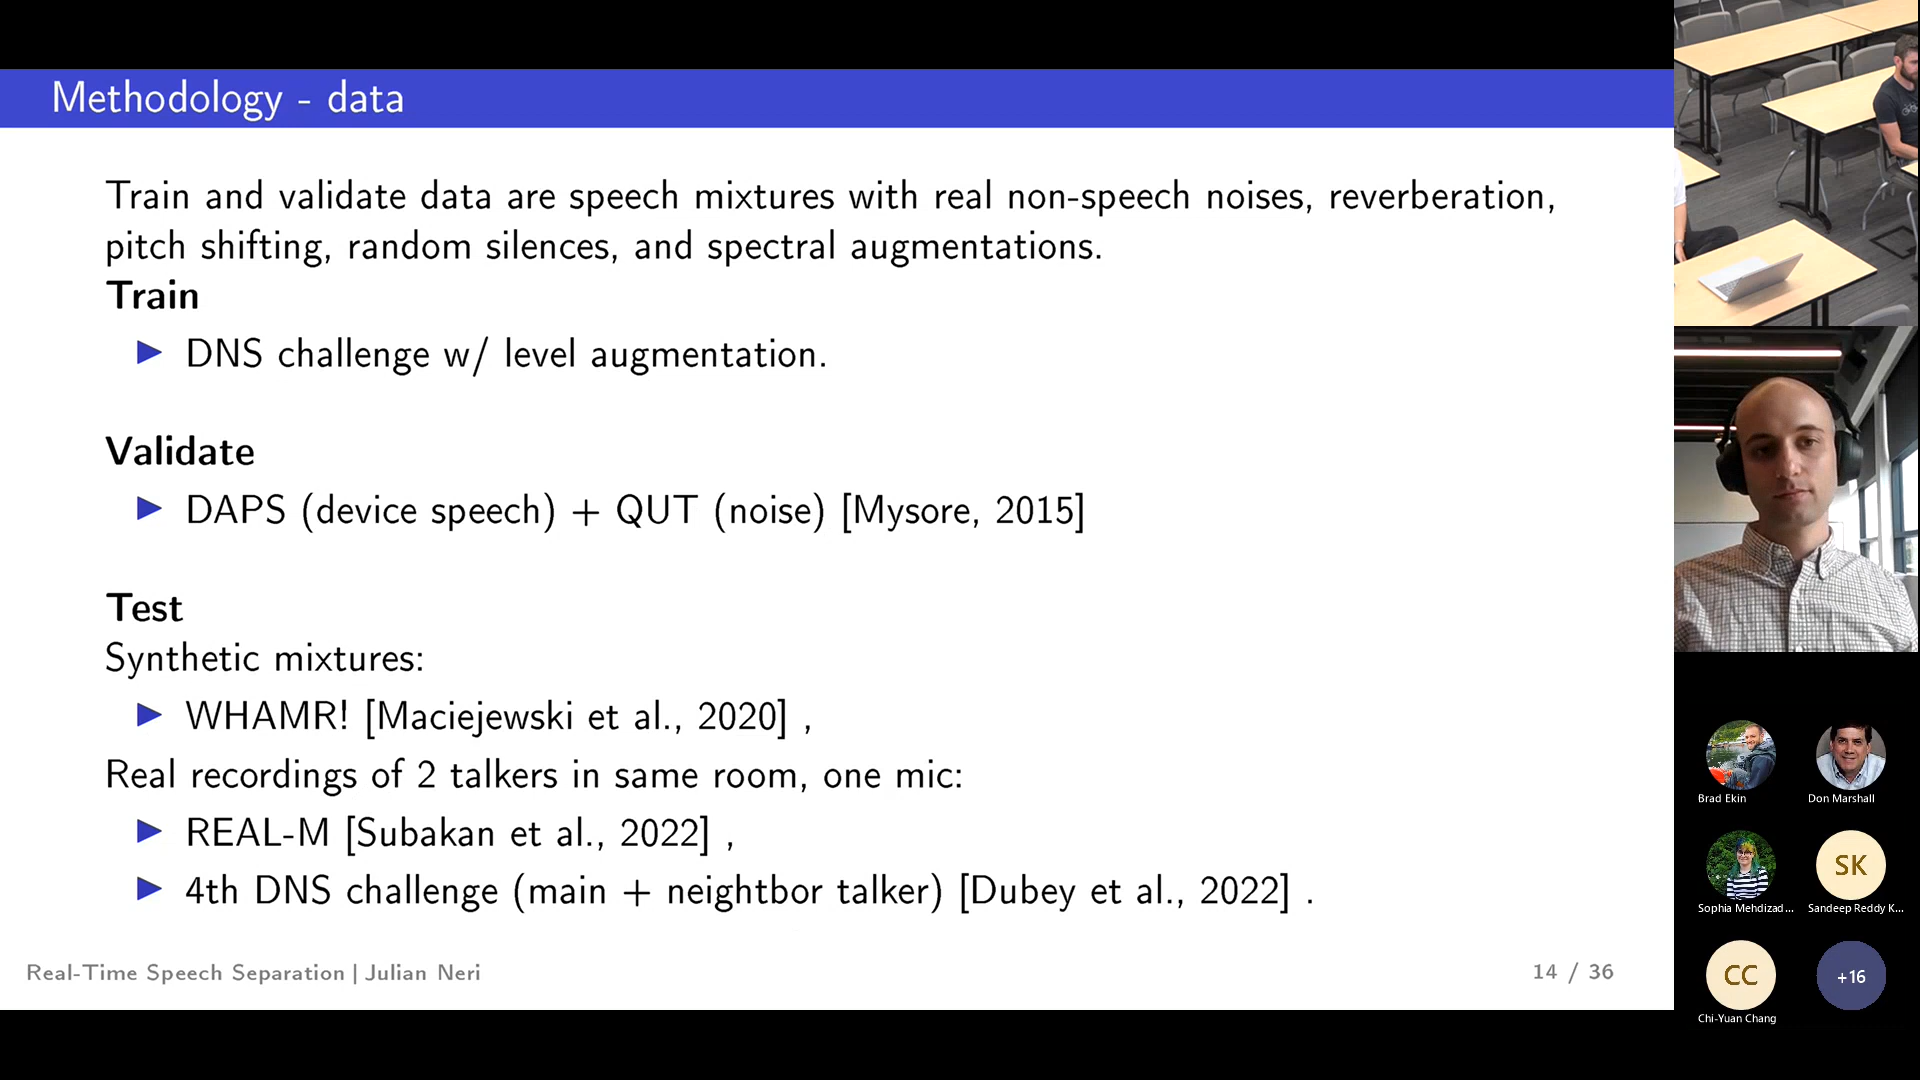 Methodology - data
Train and validate data are speech mixtures with real non-speech noises, reverberation,
pitch shifting, random silences, and spectral augmentations.
Train
▶ DNS challenge w/ level augmentation.
Validate
▶ DAPS (device speech) + QUT (noise) [Mysore, 2015]
Test
Synthetic mixtures:
▶ WHAMR! [Maciejewski et al., 2020] ,
Real recordings of 2 talkers in same room, one mic:
▶ REAL-M [Subakan et al., 2022] ,
▶ 4th DNS challenge (main + neightbor talker) [Dubey et al., 2022] .
Real-Time Speech Separation | Julian Neri
14 / 36
Brad Ekin
Don Marshall
SK
Sophia Mehdizad...
Sandeep Reddy K...
CC
+16
Chi-Yuan Chang